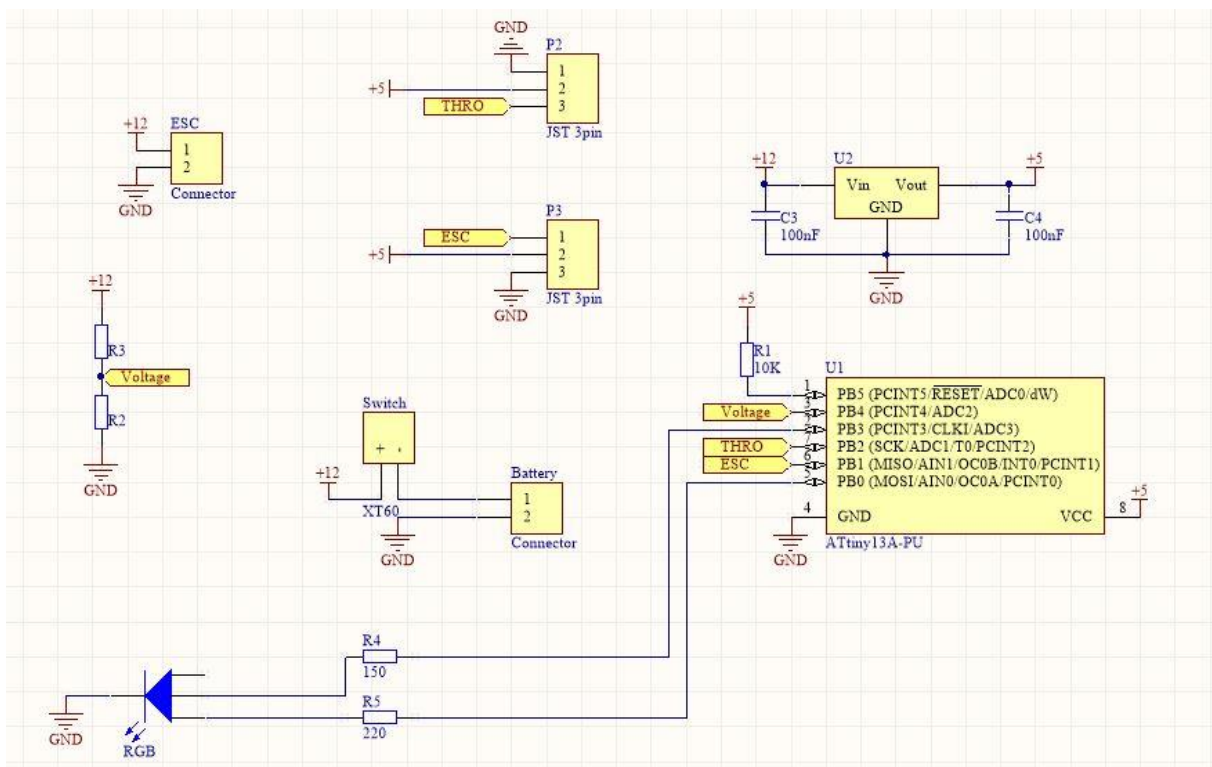 GND
P2
1
+5
2
THRO
3
JST 3pin
+12
ESC
1
2
Connector
GND
+12
U2
+5
Vin
Vout
GND
C3
100nF
C4
100nF
GND
P3
ESC
1
+5
2
3
JST 3pin
GND
+12
R3
Voltage
R2
GND
+5
R1
10K
U1
1
PB5 (PCINT5/RESET/ADC0/dW)
Voltage
PB4 (PCINT4/ADC2)
PB3 (PCINT3/CLKI/ADC3)
THRO
7
PB2 (SCK/ADC1/T0/PCINT2)
ESC
6
PB1 (MISO/AIN1/OC0B/INT0/PCINT1)
5
PB0 (MOSI/AIN0/OC0A/PCINT0)
+5
4
GND
VCC
8
GND
ATtiny13A-PU
Switch
+
-
+12
XT60
Battery
1
2
Connector
GND
R4
150
R5
220
GND
RGB